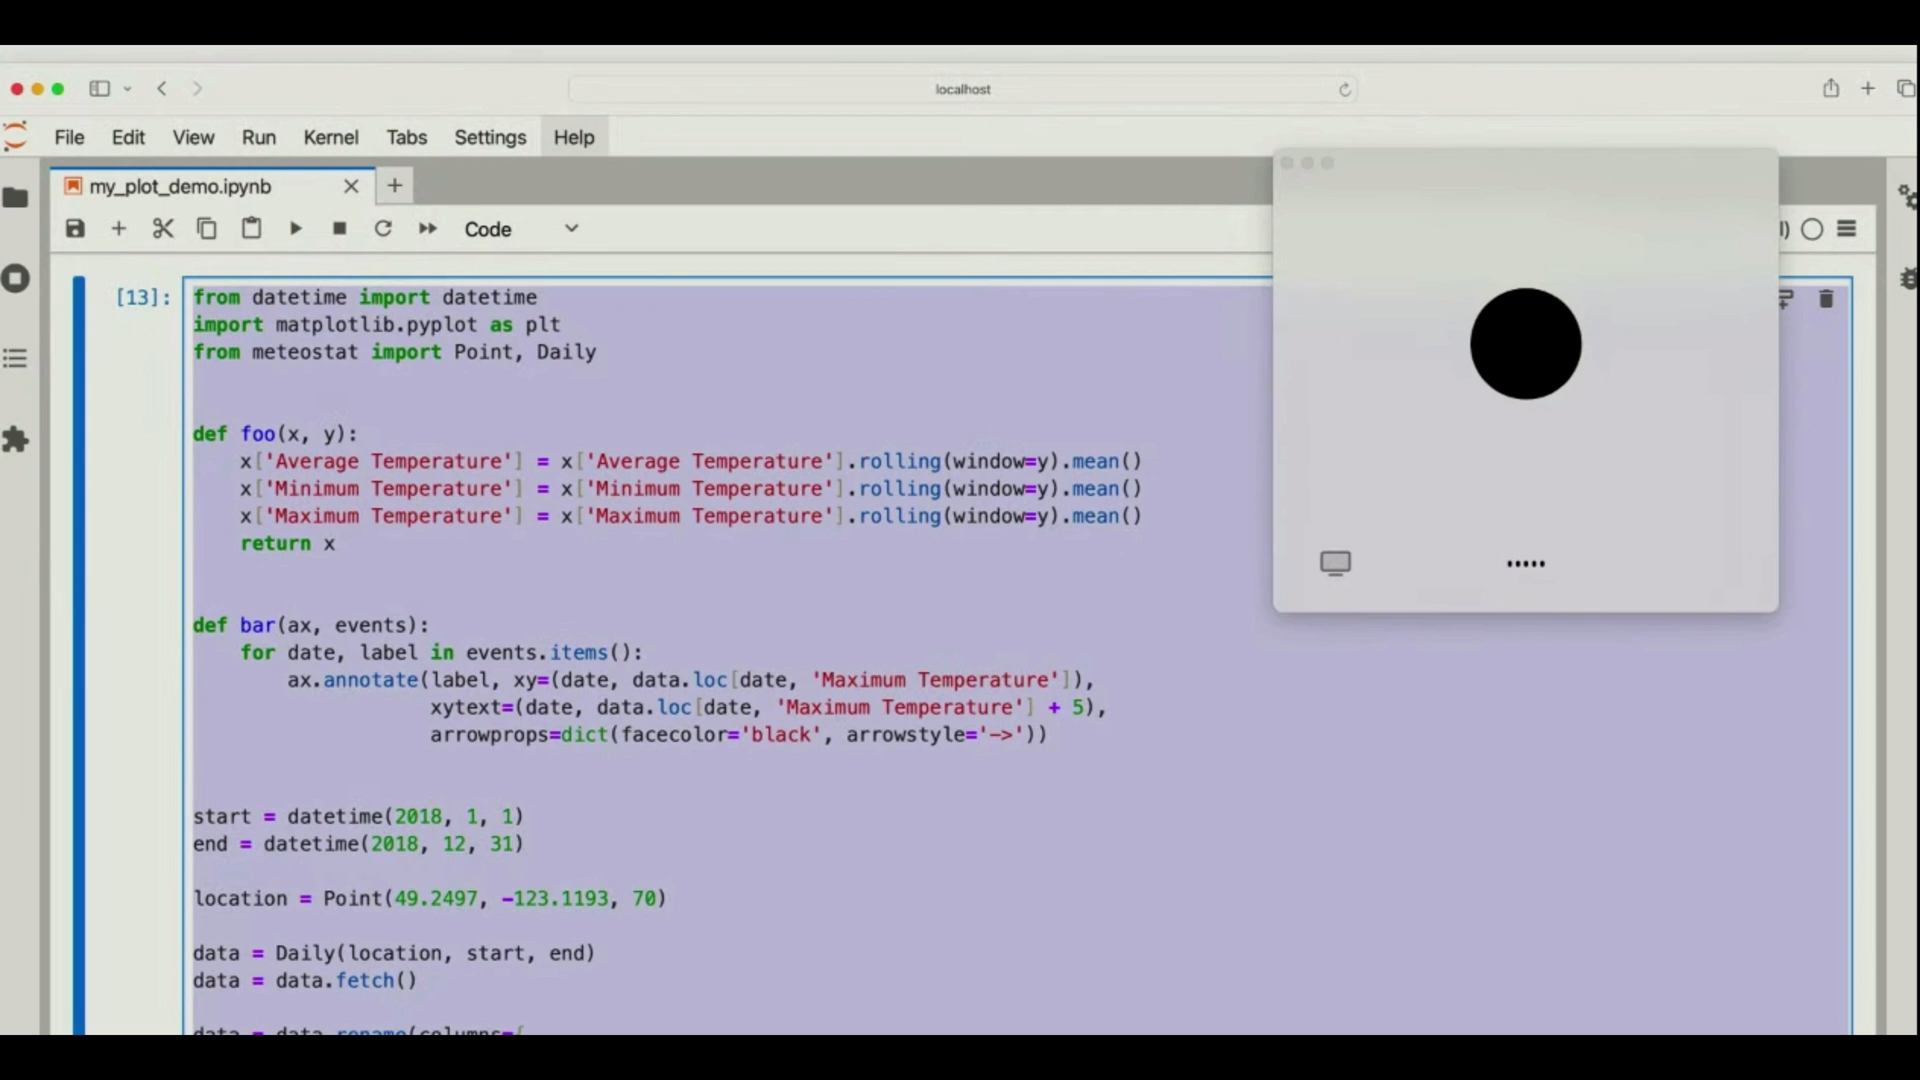 localhost
File Edit View Run Kernel Tabs Settings Help
my_plot_demo.ipynb
Code
[13]:
from datetime import datetime
import matplotlib.pyplot as plt
from meteostat import Point, Daily
def foo(x, y):
x['Average Temperature'] = x['Average Temperature'].rolling(window=y).mean()
x['Minimum Temperature'] = x['Minimum Temperature'].rolling(window=y).mean()
x['Maximum Temperature'] = x['Maximum Temperature'].rolling(window=y).mean()
return x
def bar(ax, events):
for date, label in events.items():
ax.annotate(label, xy=(date, data.loc[date, 'Maximum Temperature']),
xytext=(date, data.loc[date, 'Maximum Temperature'] + 5),
arrowprops=dict(facecolor='black', arrowstyle='->'))
start = datetime(2018, 1, 1)
end = datetime(2018, 12, 31)
location = Point(49.2497, -123.1193, 70)
data = Daily(location, start, end)
data = data.fetch()
data = data.rename(columns={